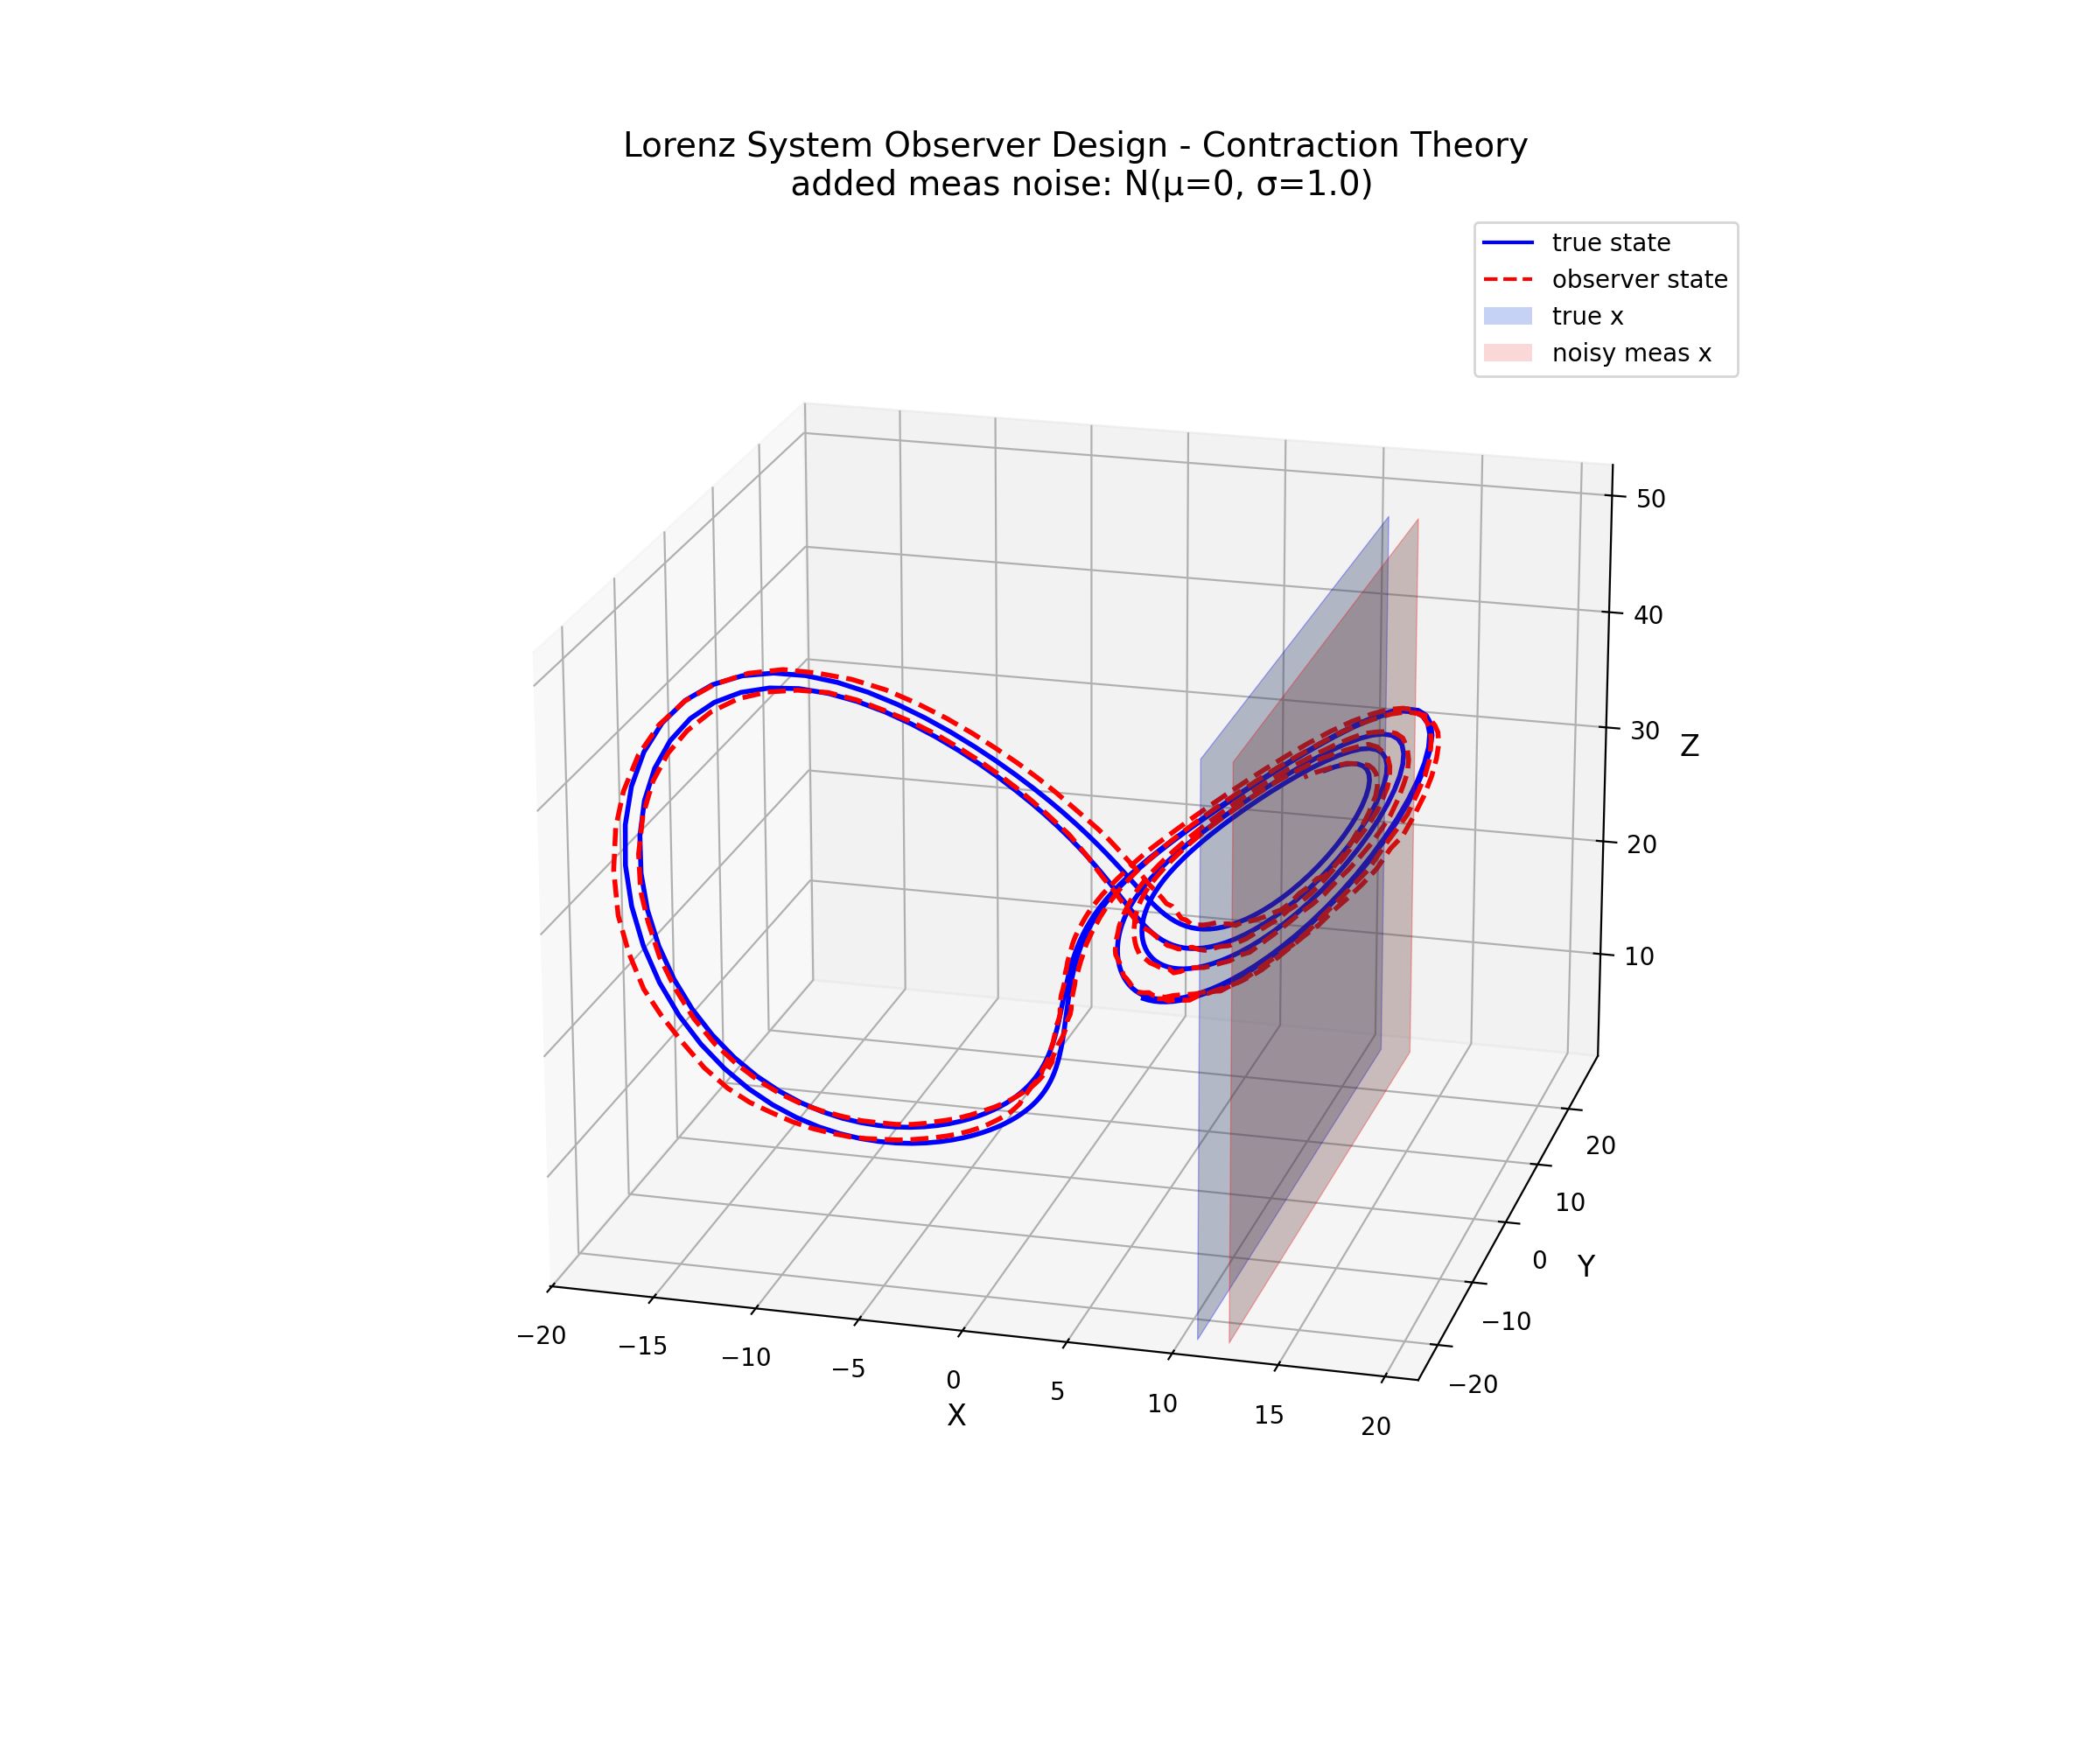 Lorenz System Observer Design - Contraction Theory
added meas noise: N(μ=0, σ=1.0)
true state
observer state
true x
noisy meas x
50
40
30
20
10
Z
20
10
0
−10
−20
Y
−20
−15
−10
−5
0
5
10
15
20
X